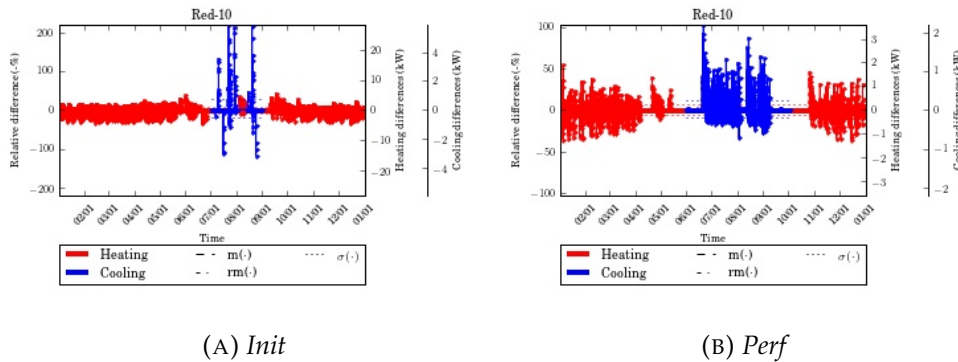 Red-10
200
100
0
−100
−200
Relative difference (-%)
20
10
0
−10
−20
Heating differences (kW)
4
2
0
−2
−4
Cooling differences (kW)
02/01 03/01 04/01 05/01 06/01 07/01 08/01 09/01 10/01 11/01 12/01 01/01
Time
Heating m(·) σ(·)
Cooling rm(·)
(A) Init
Red-10
100
50
0
−50
−100
Relative difference (-%)
3
2
1
0
−1
−2
−3
Heating differences (kW)
2
1
0
−1
−2
Cooling differences (kW)
02/01 03/01 04/01 05/01 06/01 07/01 08/01 09/01 10/01 11/01 12/01 01/01
Time
Heating m(·) σ(·)
Cooling rm(·)
(B) Perf